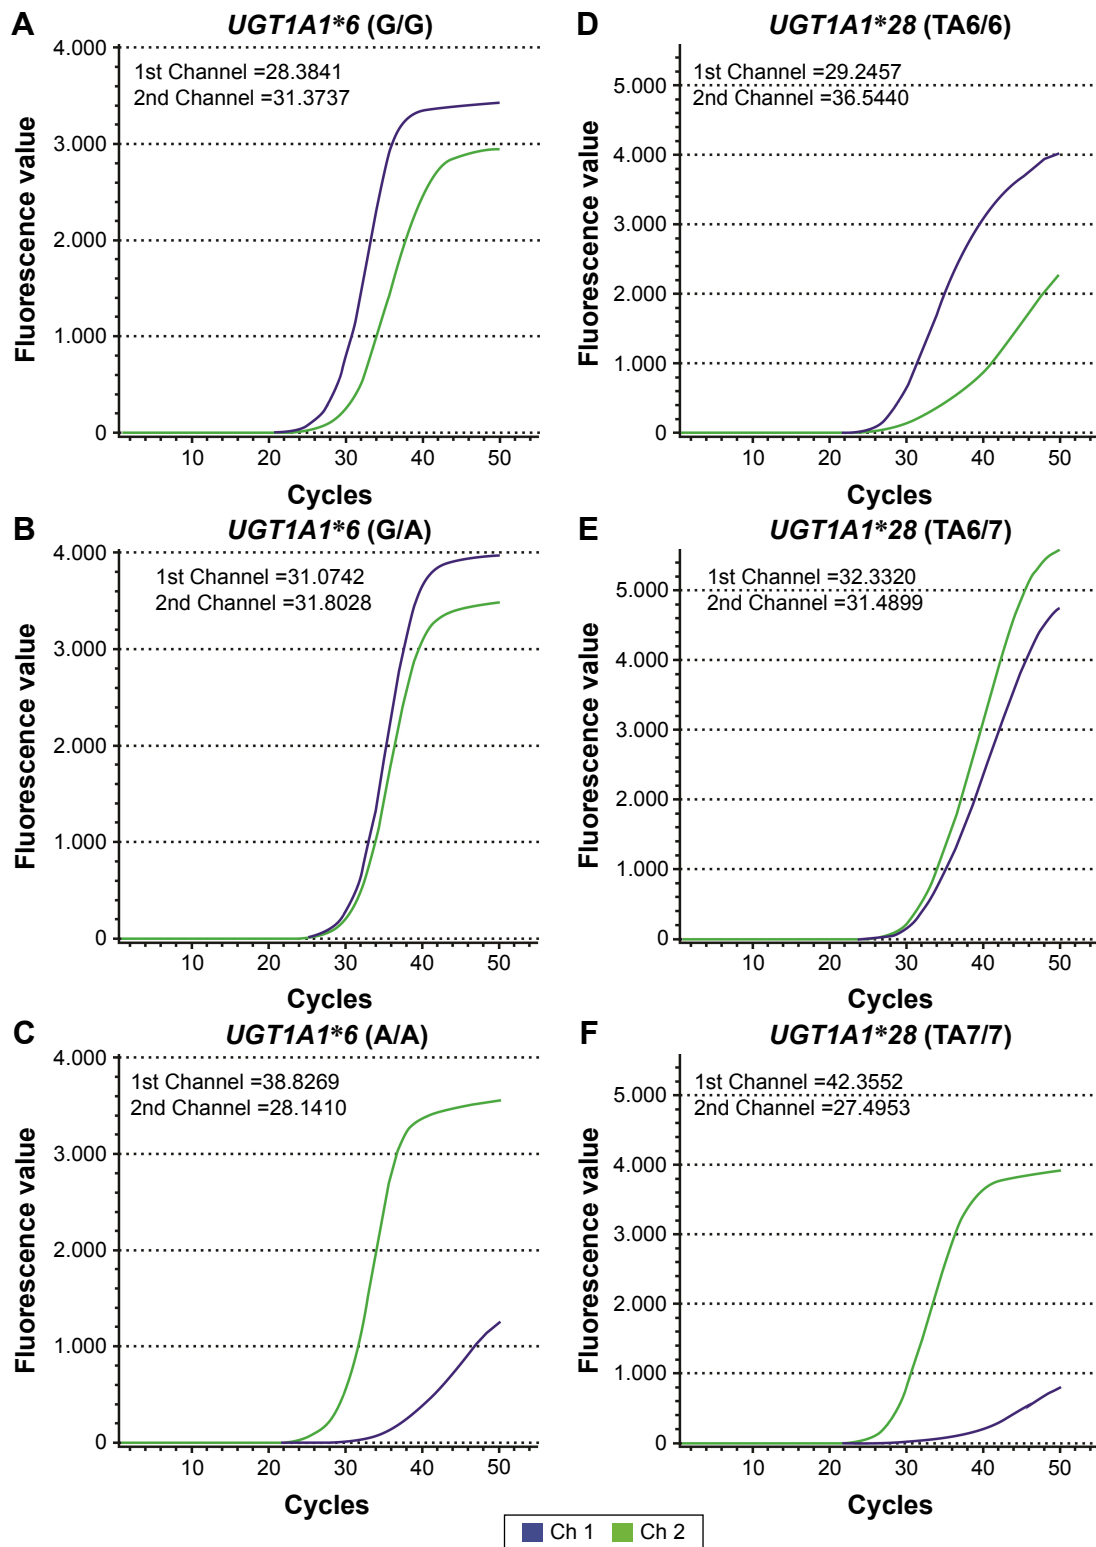 A
UGT1A1*6 (G/G)
1st Channel =28.3841
2nd Channel =31.3737
Fluorescence value
4.000
3.000
2.000
1.000
0
10 20 30 40 50
Cycles
D
UGT1A1*28 (TA6/6)
1st Channel =29.2457
2nd Channel =36.5440
Fluorescence value
5.000
4.000
3.000
2.000
1.000
0
10 20 30 40 50
Cycles
B
UGT1A1*6 (G/A)
1st Channel =31.0742
2nd Channel =31.8028
Fluorescence value
4.000
3.000
2.000
1.000
0
10 20 30 40 50
Cycles
E
UGT1A1*28 (TA6/7)
1st Channel =32.3320
2nd Channel =31.4899
Fluorescence value
5.000
4.000
3.000
2.000
1.000
0
10 20 30 40 50
Cycles
C
UGT1A1*6 (A/A)
1st Channel =38.8269
2nd Channel =28.1410
Fluorescence value
4.000
3.000
2.000
1.000
0
10 20 30 40 50
Cycles
F
UGT1A1*28 (TA7/7)
1st Channel =42.3552
2nd Channel =27.4953
Fluorescence value
5.000
4.000
3.000
2.000
1.000
0
10 20 30 40 50
Cycles
Ch 1 Ch 2